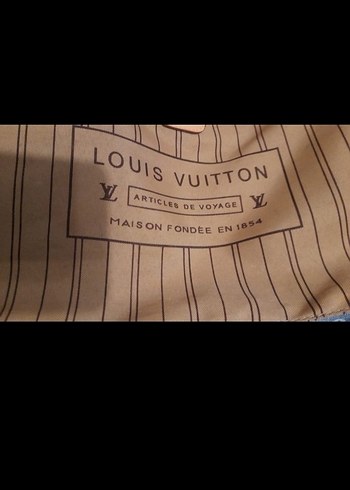 LOUIS VUITTON
LV ARTICLES DE VOYAGE LV
MAISON FONDÉE EN 1854